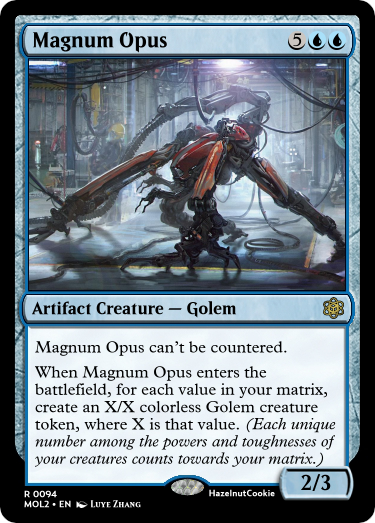 Magnum Opus 5
Artifact Creature — Golem
Magnum Opus can't be countered.
When Magnum Opus enters the
battlefield, for each value in your matrix,
create an X/X colorless Golem creature
token, where X is that value. (Each unique
number among the powers and toughnesses of
your creatures counts towards your matrix.)
2/3
R 0094
MOL2 • EN LUYE ZHANG
HazelnutCookie